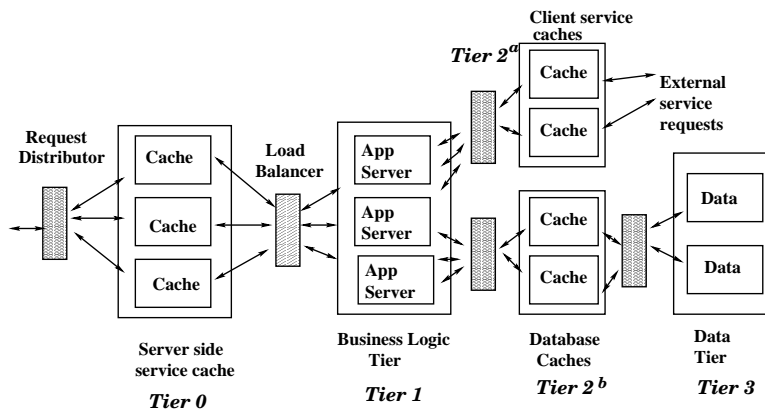 Client service
caches
Tier 2a
Cache
Cache
External
service
requests
Request
Distributor
Cache
Cache
Cache
Load
Balancer
App
Server
App
Server
App
Server
Cache
Cache
Data
Data
Server side
service cache
Tier 0
Business Logic
Tier
Tier 1
Database
Caches
Tier 2b
Data
Tier
Tier 3